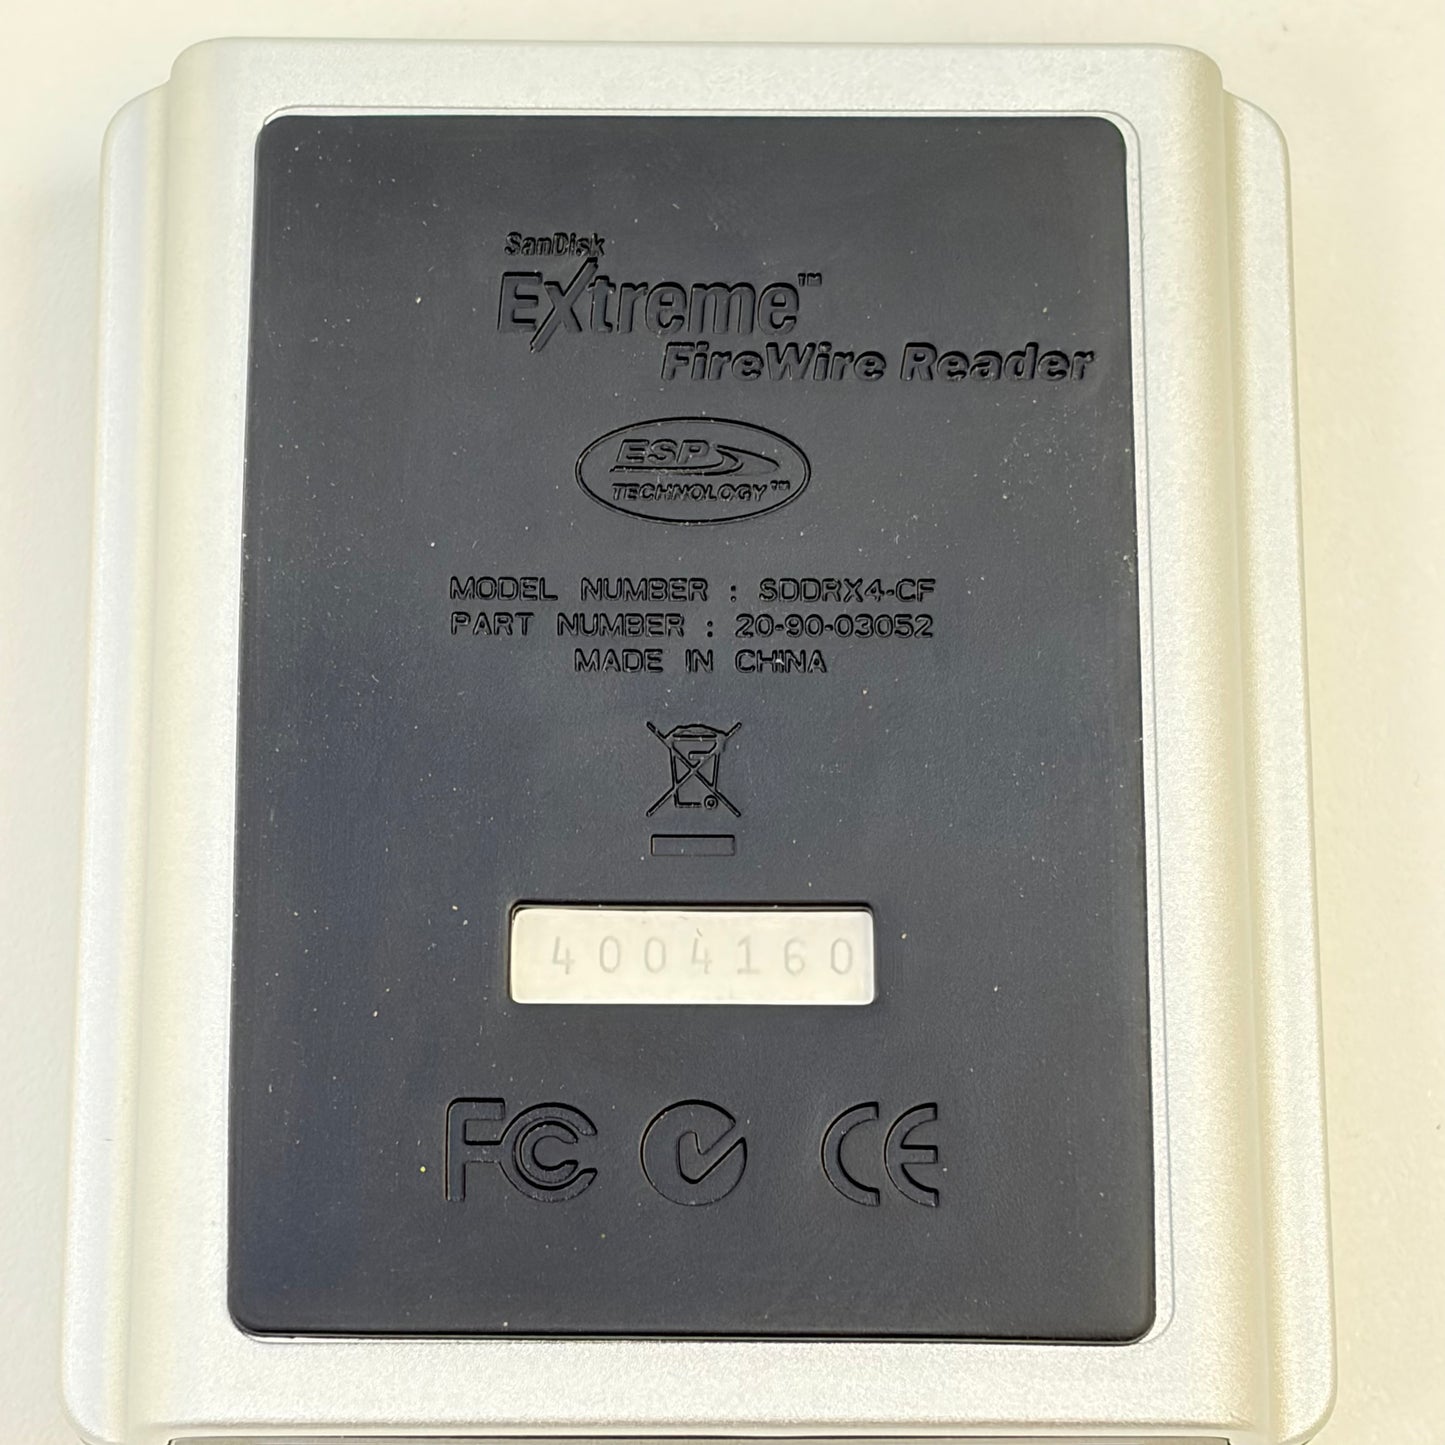 SanDisk
Extreme™
FireWire Reader
ESP
TECHNOLOGY™
MODEL NUMBER : SDDRX4-CF
PART NUMBER : 20-90-03052
MADE IN CHINA
4004160
FC CE